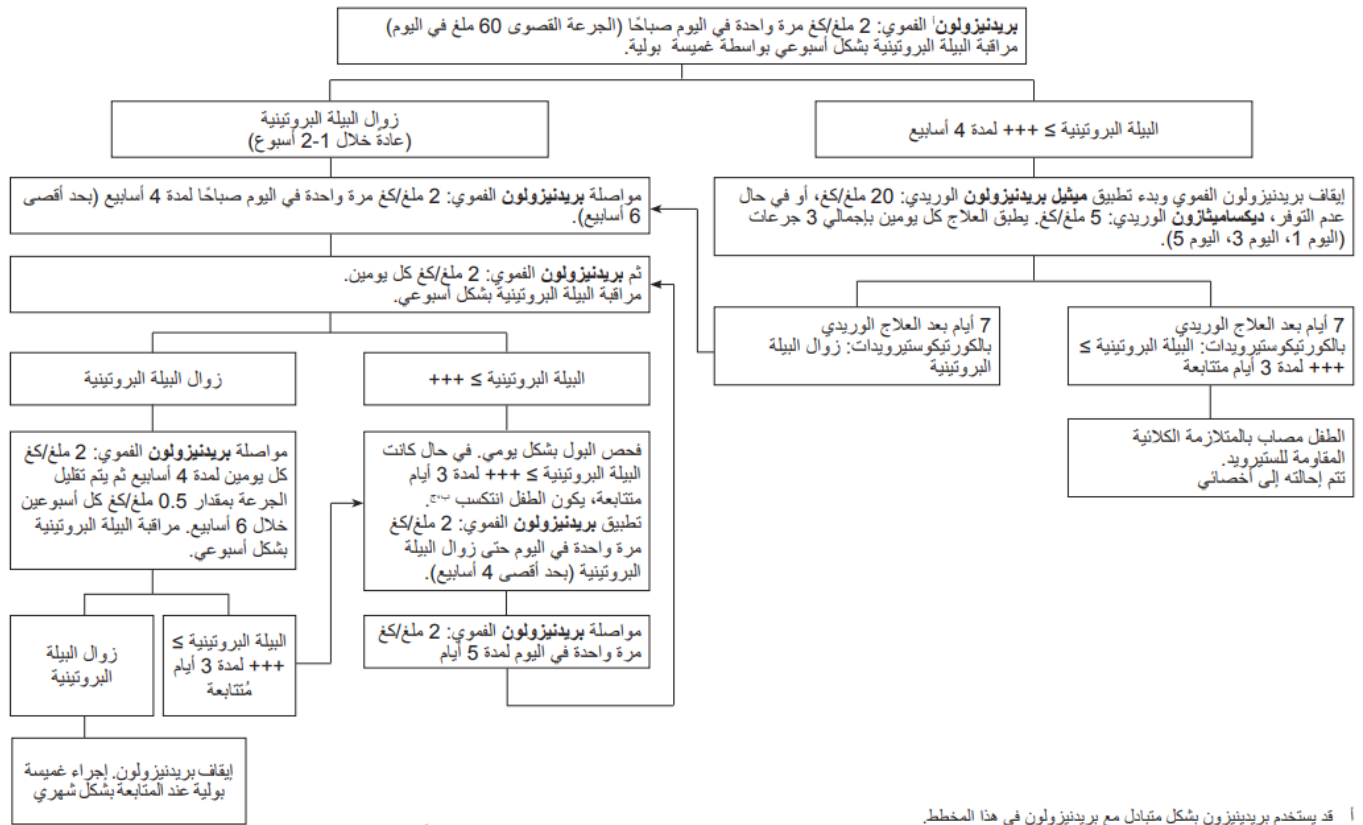 بريدنيزولونأ الفموي: 2 ملغ/كغ مرة واحدة في اليوم صباحًا (الجرعة القصوى 60 ملغ في اليوم)
مراقبة البيلة البروتينية بشكل أسبوعي بواسطة غميسة بولية.
البيلة البروتينية ≥ +++ لمدة 4 أسابيع
زوال البيلة البروتينية
(عادةً خلال 1-2 أسبوع)
إيقاف بريدنيزولون الفموي وبدء تطبيق ميثيل بريدنيزولون الوريدي: 20 ملغ/كغ، أو في حال
عدم التوفر، ديكساميثازون الوريدي: 5 ملغ/كغ. يطبق العلاج كل يومين بإجمالي 3 جرعات
(اليوم 1، اليوم 3، اليوم 5).
مواصلة بريدنيزولون الفموي: 2 ملغ/كغ مرة واحدة في اليوم صباحًا لمدة 4 أسابيع (بحد أقصى
6 أسابيع).
ثم بريدنيزولون الفموي: 2 ملغ/كغ كل يومين.
مراقبة البيلة البروتينية بشكل أسبوعي.
7 أيام بعد العلاج الوريدي
بالكورتيكوستيرويدات: البيلة البروتينية ≥
+++ لمدة 3 أيام متتابعة
7 أيام بعد العلاج الوريدي
بالكورتيكوستيرويدات: زوال البيلة
البروتينية
الطفل مصاب بالمتلازمة الكلائية
المقاومة للستيرويد.
تتم إحالته إلى أخصائي
البيلة البروتينية ≥ +++
زوال البيلة البروتينية
فحص البول بشكل يومي. في حال كانت
البيلة البروتينية ≥ +++ لمدة 3 أيام
متتابعة، يكون الطفل انتكسب ب،ج.
تطبيق بريدنيزولون الفموي: 2 ملغ/كغ
مرة واحدة في اليوم حتى زوال البيلة
البروتينية (بحد أقصى 4 أسابيع).
مواصلة بريدنيزولون الفموي: 2 ملغ/كغ
كل يومين لمدة 4 أسابيع ثم يتم تقليل
الجرعة بمقدار 0.5 ملغ/كغ كل أسبوعين
خلال 6 أسابيع. مراقبة البيلة البروتينية
بشكل أسبوعي.
مواصلة بريدنيزولون الفموي: 2 ملغ/كغ
مرة واحدة في اليوم لمدة 5 أيام
البيلة البروتينية ≥
+++ لمدة 3 أيام
مُتتابعة
زوال البيلة
البروتينية
إيقاف بريدنيزولون. إجراء غميسة
بولية عند المتابعة بشكل شهري
أ قد يستخدم بريدينيزون بشكل متبادل مع بريدنيزولون في هذا المخطط.